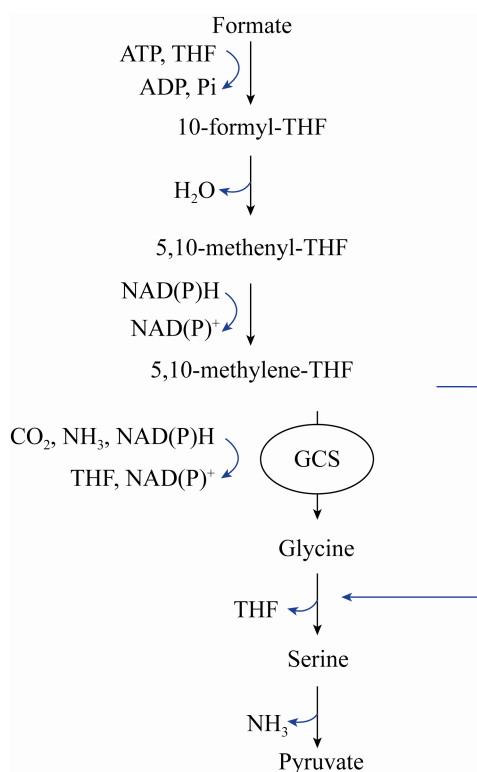 Formate
ATP, THF
ADP, Pi
10-formyl-THF
H₂O
5,10-methenyl-THF
NAD(P)H
NAD(P)⁺
5,10-methylene-THF
CO₂, NH₃, NAD(P)H
GCS
THF, NAD(P)⁺
Glycine
THF
Serine
NH₃
Pyruvate